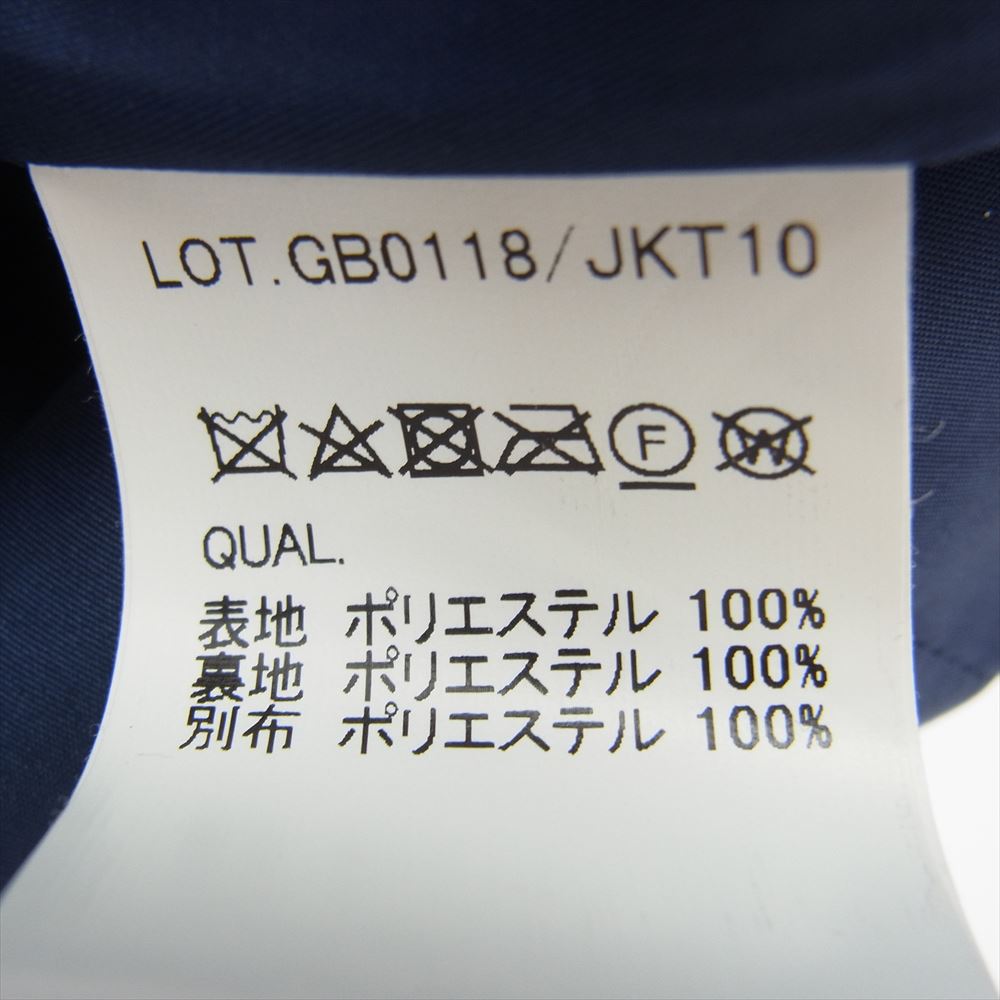 LOT.GB0118/JKT10
F W
QUAL.
表地 ポリエステル 100%
裏地 ポリエステル 100%
別布 ポリエステル 100%